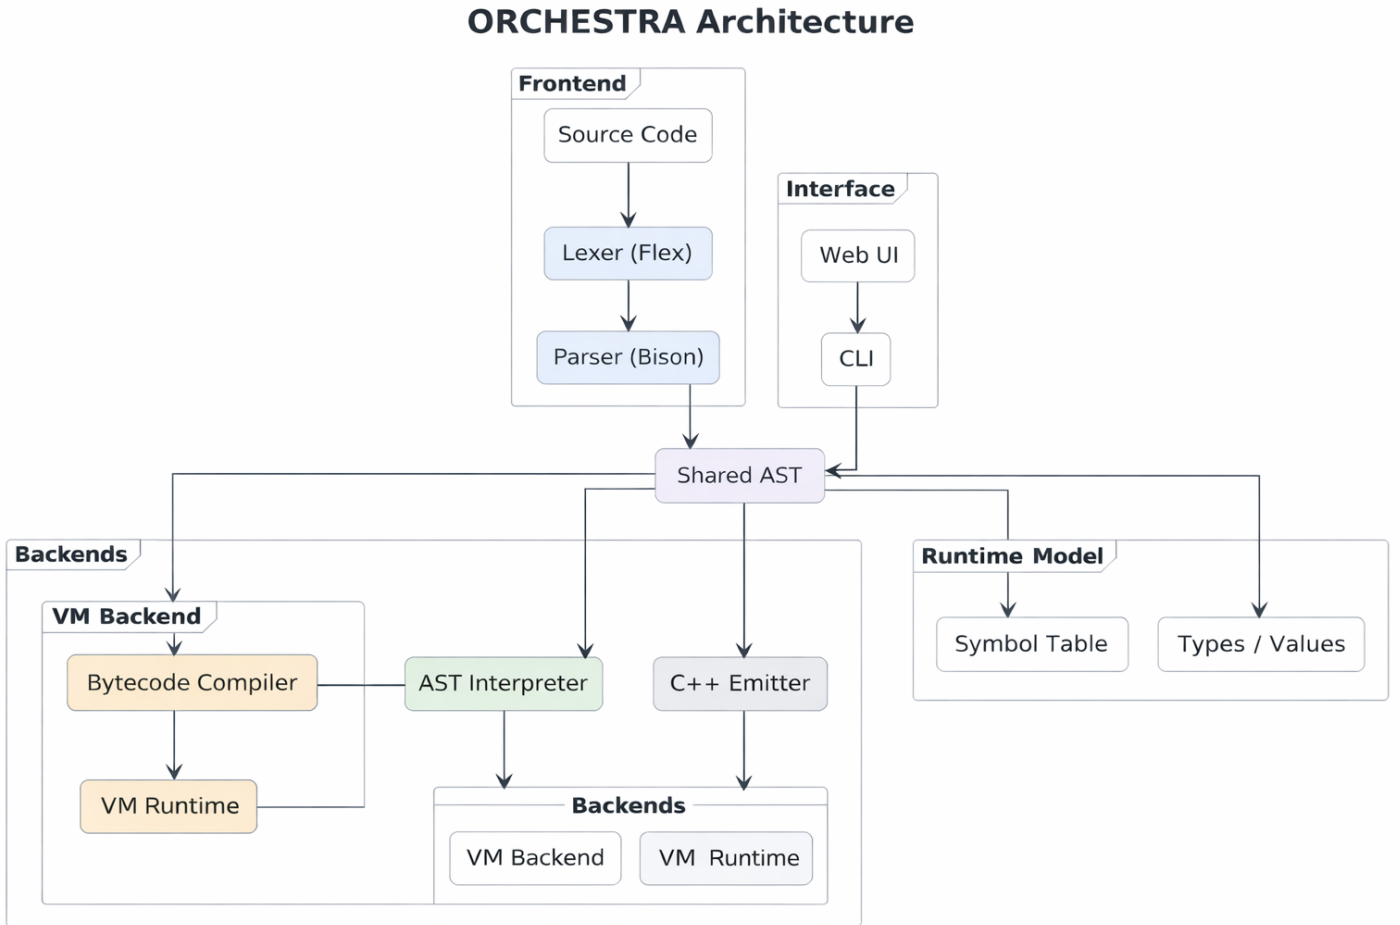 ORCHESTRA Architecture
Frontend
Source Code
Lexer (Flex)
Parser (Bison)
Interface
Web UI
CLI
Shared AST
Backends
VM Backend
Bytecode Compiler
VM Runtime
AST Interpreter
C++ Emitter
Backends
VM Backend
VM Runtime
Runtime Model
Symbol Table
Types / Values